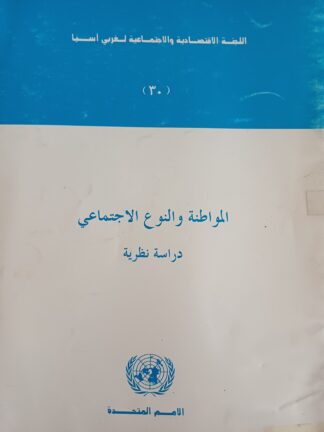 اللجنة الاقتصادية والاجتماعية لغربي آسيا
(٣٠)
المواطنة والنوع الاجتماعي
دراسة نظرية
الأمم المتحدة